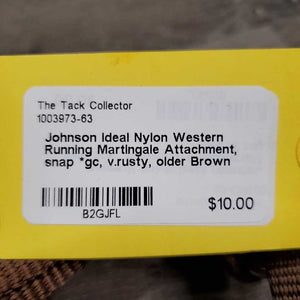 The Tack Collector
1003973-63
Johnson Ideal Nylon Western
Running Martingale Attachment,
snap *gc, v.rusty, older Brown
B2GJFL
$10.00